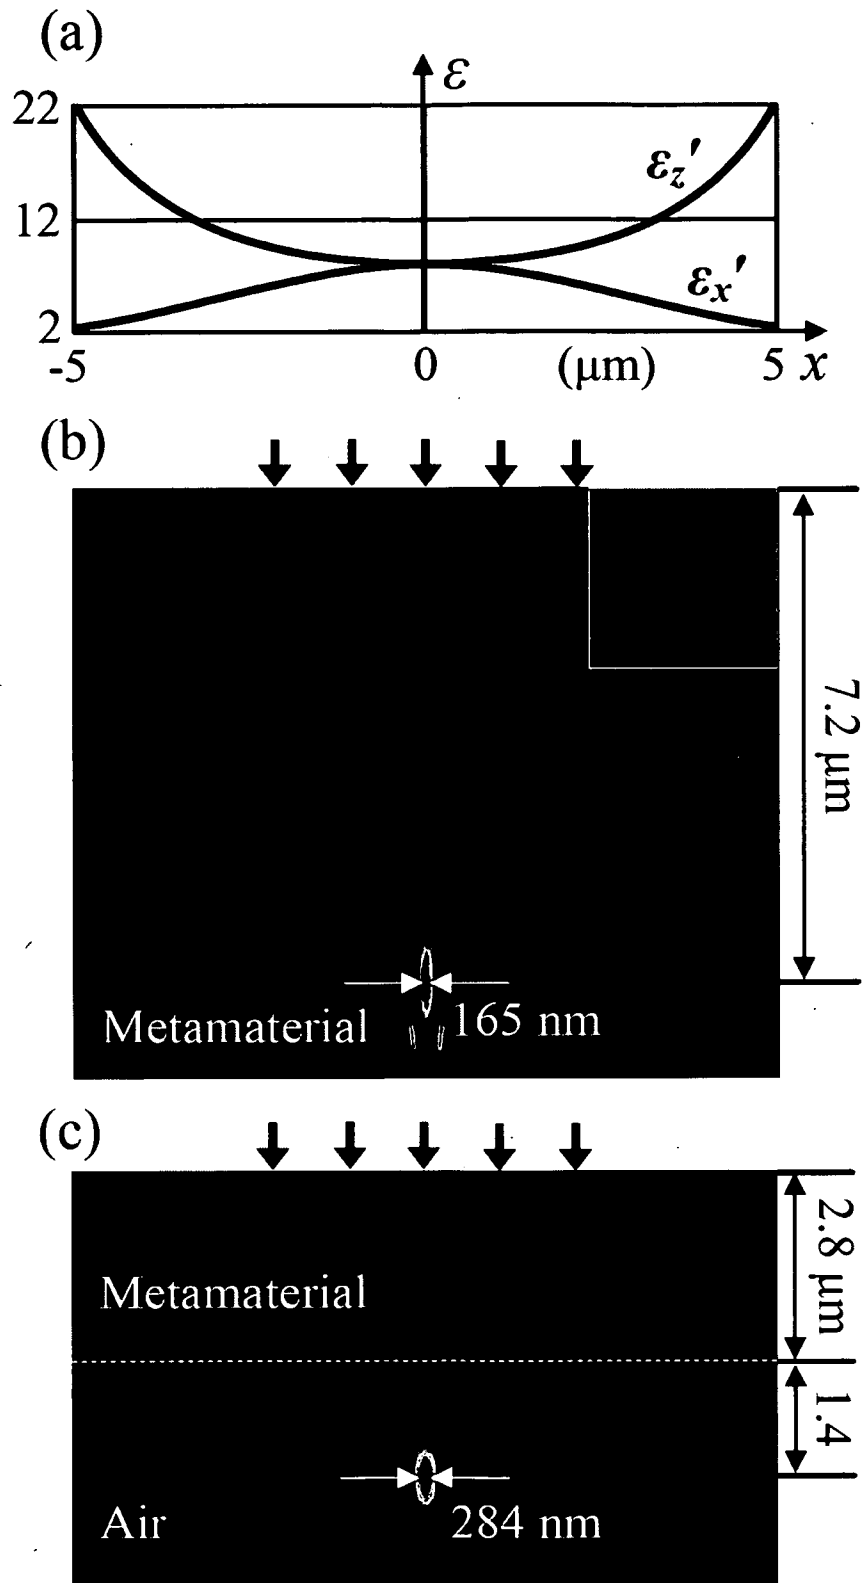 (a)
ε
22
εz'
12
εx'
2
-5 0 (μm) 5 x
(b)
7.2 μm
Metamaterial 165 nm
(c)
2.8 μm
Metamaterial
1.4
Air 284 nm